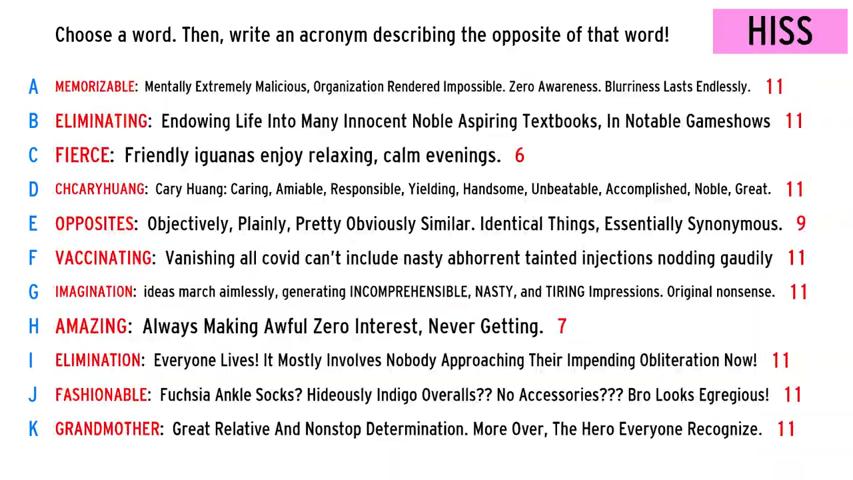 Choose a word. Then, write an acronym describing the opposite of that word!
HISS
A MEMORIZABLE: Mentally Extremely Malicious, Organization Rendered Impossible. Zero Awareness. Blurriness Lasts Endlessly. 11
B ELIMINATING: Endowing Life Into Many Innocent Noble Aspiring Textbooks, In Notable Gameshows 11
C FIERCE: Friendly iguanas enjoy relaxing, calm evenings. 6
D CHCARYHUANG: Cary Huang: Caring, Amiable, Responsible, Yielding, Handsome, Unbeatable, Accomplished, Noble, Great. 11
E OPPOSITES: Objectively, Plainly, Pretty Obviously Similar. Identical Things, Essentially Synonymous. 9
F VACCINATING: Vanishing all covid can't include nasty abhorrent tainted injections nodding gaudily 11
G IMAGINATION: ideas march aimlessly, generating INCOMPREHENSIBLE, NASTY, and TIRING Impressions. Original nonsense. 11
H AMAZING: Always Making Awful Zero Interest, Never Getting. 7
I ELIMINATION: Everyone Lives! It Mostly Involves Nobody Approaching Their Impending Obliteration Now! 11
J FASHIONABLE: Fuchsia Ankle Socks? Hideously Indigo Overalls?? No Accessories??? Bro Looks Egregious! 11
K GRANDMOTHER: Great Relative And Nonstop Determination. More Over, The Hero Everyone Recognize. 11